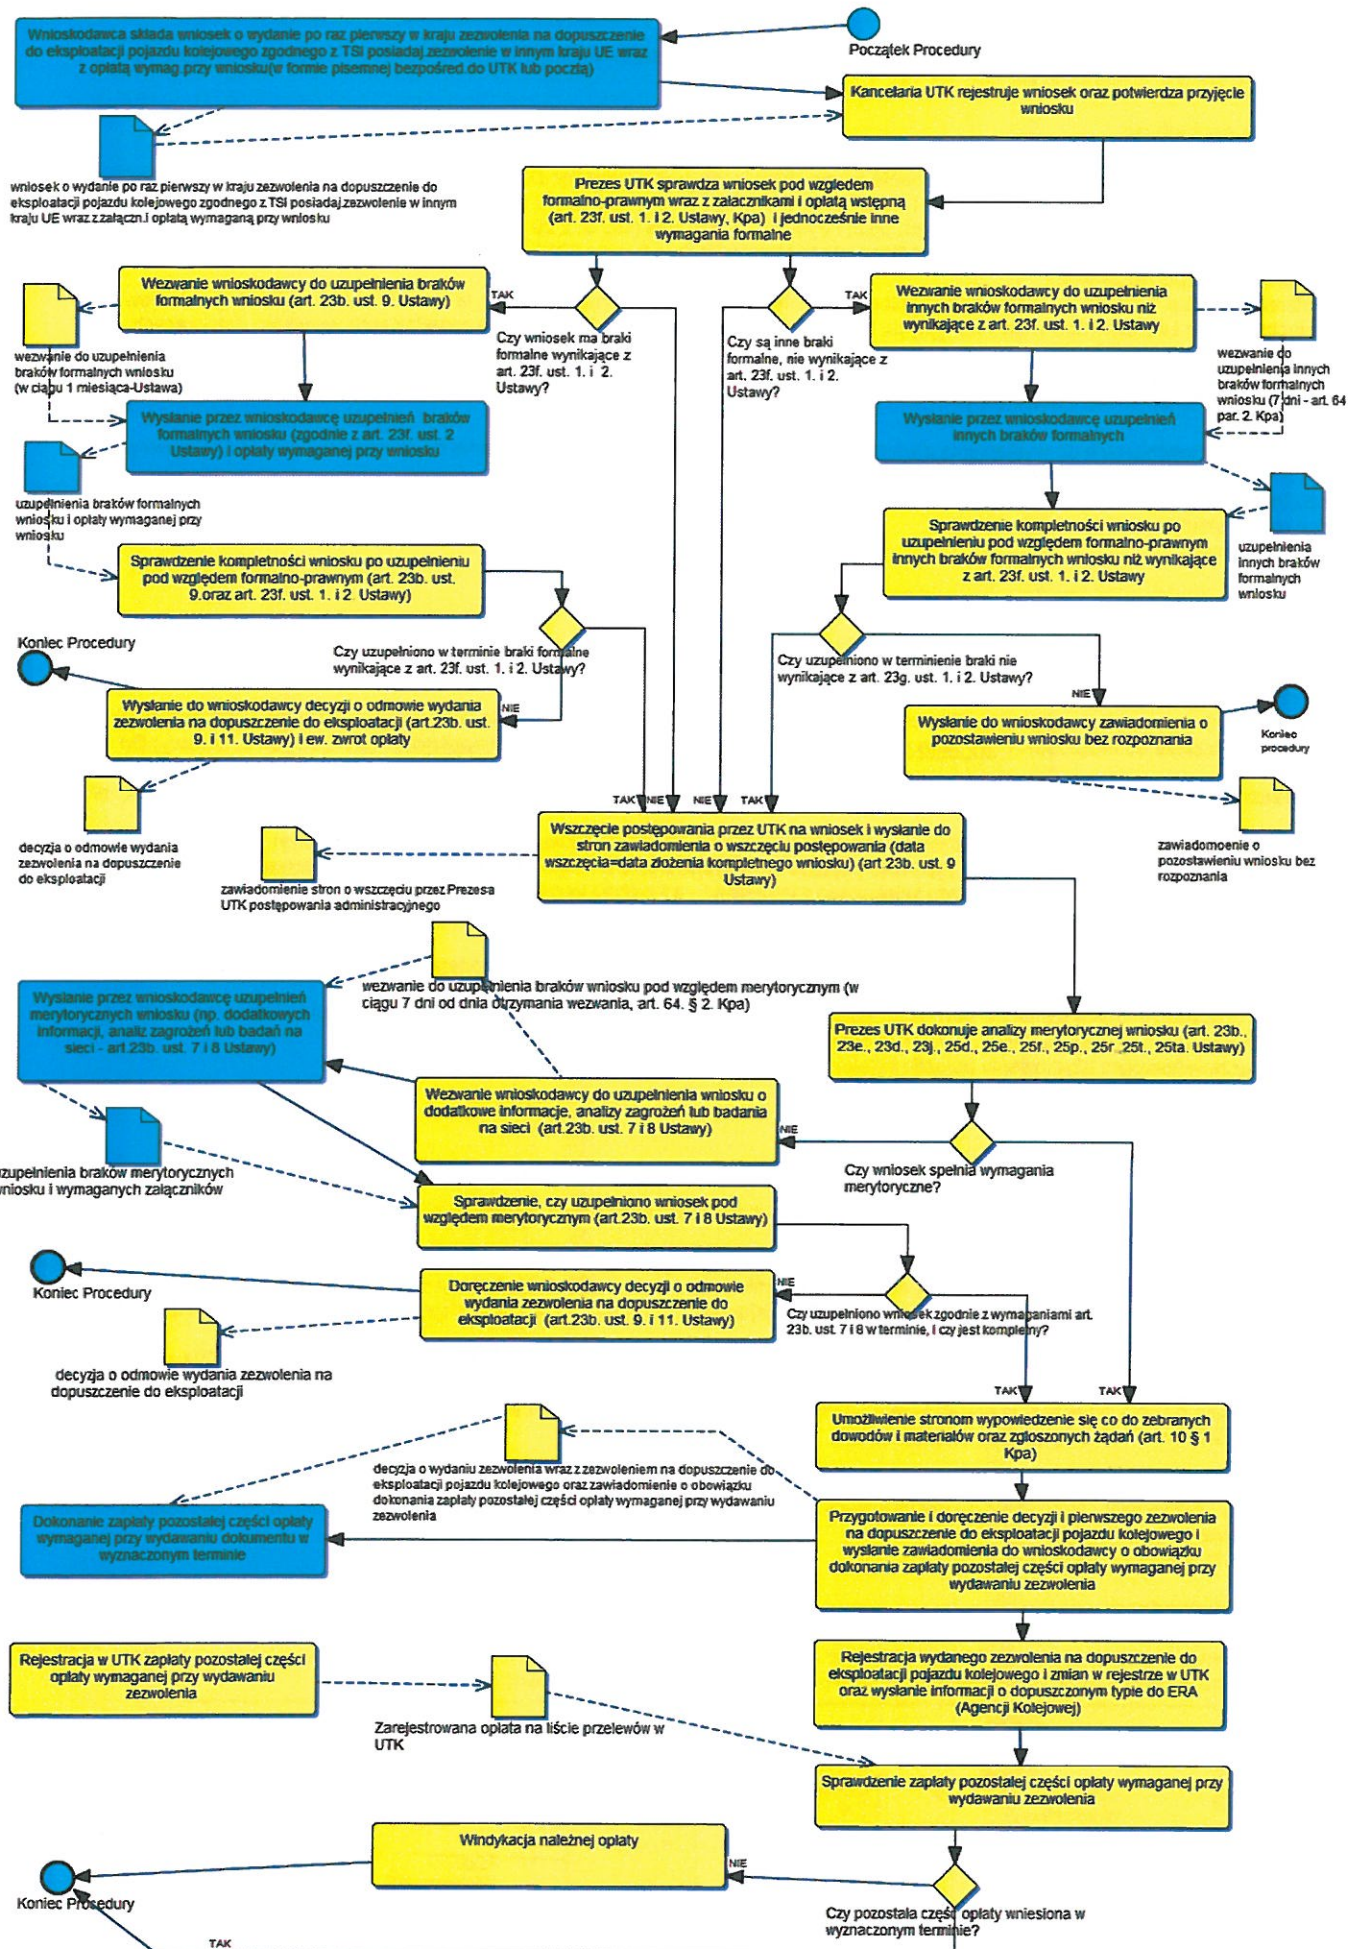 Wnioskodawca składa wniosek o wydanie po raz pierwszy w kraju zezwolenia na dopuszczenie
do eksploatacji pojazdu kolejowego zgodnego z TSI posiadaj.zezwolenie w innym kraju UE wraz
z opłatą wymag.przy wniosku(w formie pisemnej bezpośred.do UTK lub pocztą)
Początek Procedury
Kancelaria UTK rejestruje wniosek oraz potwierdza przyjęcie
wniosku
wniosek o wydanie po raz pierwszy w kraju zezwolenia na dopuszczenie do
eksploatacji pojazdu kolejowego zgodnego z TSI posiadaj.zezwolenie w innym
kraju UE wraz z załączn.i opłatą wymaganą przy wniosku
Prezes UTK sprawdza wniosek pod względem
formalno-prawnym wraz z załacznikami i opłatą wstępną
(art. 23f. ust. 1. i 2. Ustawy, Kpa) i jednocześnie inne
wymagania formalne
Wezwanie wnioskodawcy do uzupełnienia braków
formalnych wniosku (art. 23b. ust. 9. Ustawy)
TAK
Czy wniosek ma braki
formalne wynikające z
art. 23f. ust. 1. i 2.
Ustawy?
TAK
Czy są inne braki
formalne, nie wynikające z
art. 23f. ust. 1. i 2.
Ustawy?
Wezwanie wnioskodawcy do uzupełnienia
innych braków formalnych wniosku niż
wynikające z art. 23f. ust. 1. i 2. Ustawy
wezwanie do uzupełnienia
braków formalnych wniosku
(w ciągu 1 miesiąca-Ustawa)
wezwanie do
uzupełnienia innych
braków formalnych
wniosku (7 dni - art. 64
par. 2. Kpa)
Wysłanie przez wnioskodawcę uzupełnień braków
formalnych wniosku (zgodnie z art. 23f. ust. 2
Ustawy) i opłaty wymaganej przy wniosku
Wysłanie przez wnioskodawcę uzupełnień
innych braków formalnych
uzupełnienia braków formalnych
wniosku i opłaty wymaganej przy
wniosku
Sprawdzenie kompletności wniosku po uzupełnieniu
pod względem formalno-prawnym (art. 23b. ust.
9.oraz art. 23f. ust. 1. i 2. Ustawy)
Sprawdzenie kompletności wniosku po
uzupełnieniu pod względem formalno-prawnym
innych braków formalnych wniosku niż wynikające
z art. 23f. ust. 1. i 2. Ustawy
uzupełnienia
innych braków
formalnych
wniosku
Koniec Procedury
Czy uzupełniono w terminie braki formalne
wynikające z art. 23f. ust. 1. i 2. Ustawy?
Czy uzupełniono w terminienie braki nie
wynikające z art. 23g. ust. 1. i 2. Ustawy?
NIE
Wysłanie do wnioskodawcy decyzji o odmowie wydania
zezwolenia na dopuszczenie do eksploatacji (art.23b. ust.
9. i 11. Ustawy) i ew. zwrot opłaty
NIE
Wysłanie do wnioskodawcy zawiadomienia o
pozostawieniu wniosku bez rozpoznania
Koniec
procedury
TAK
NIE
NIE
TAK
decyzja o odmowie wydania
zezwolenia na dopuszczenie
do eksploatacji
Wszczęcie postępowania przez UTK na wniosek i wysłanie do
stron zawiadomienia o wszczęciu postępowania (data
wszczęcia=data złożenia kompletnego wniosku) (art 23b. ust. 9
Ustawy)
zawiadomoenie o
pozostawieniu wniosku bez
rozpoznania
zawiadomienie stron o wszczęciu przez Prezesa
UTK postępowania administracyjnego
wezwanie do uzupełnienia braków wniosku pod względem merytorycznym (w
ciągu 7 dni od dnia otrzymania wezwania, art. 64. § 2. Kpa)
Wysłanie przez wnioskodawcę uzupełnień
merytorycznych wniosku (np. dodatkowych
informacji, analiz zagrożeń lub badań na
sieci - art.23b. ust. 7 i 8 Ustawy)
Prezes UTK dokonuje analizy merytorycznej wniosku (art. 23b.,
23e., 23d., 23j., 25d., 25e., 25f., 25p., 25r.,25t., 25ta. Ustawy)
Wezwanie wnioskodawcy do uzupełnienia wniosku o
dodatkowe informacje, analizy zagrożeń lub badania
na sieci (art.23b. ust. 7 i 8 Ustawy)
NIE
Czy wniosek spełnia wymagania
merytoryczne?
uzupełnienia braków merytorycznych
wniosku i wymaganych załączników
Sprawdzenie, czy uzupełniono wniosek pod
względem merytorycznym (art.23b. ust. 7 i 8 Ustawy)
Koniec Procedury
Doręczenie wnioskodawcy decyzji o odmowie
wydania zezwolenia na dopuszczenie do
eksploatacji (art.23b. ust. 9. i 11. Ustawy)
NIE
Czy uzupełniono wniosek zgodnie z wymaganiami art.
23b. ust. 7 i 8 w terminie, i czy jest kompletny?
decyzja o odmowie wydania zezwolenia na
dopuszczenie do eksploatacji
TAK
TAK
Umożliwienie stronom wypowiedzenie się co do zebranych
dowodów i materiałów oraz zgłoszonych żądań (art. 10 § 1
Kpa)
decyzja o wydaniu zezwolenia wraz z zezwoleniem na dopuszczenie do
eksploatacji pojazdu kolejowego oraz zawiadomienie o obowiązku
dokonania zapłaty pozostałej części opłaty wymaganej przy wydawaniu
zezwolenia
Dokonanie zapłaty pozostałej części opłaty
wymaganej przy wydawaniu dokumentu w
wyznaczonym terminie
Przygotowanie i doręczenie decyzji i pierwszego zezwolenia
na dopuszczenie do eksploatacji pojazdu kolejowego i
wysłanie zawiadomienia do wnioskodawcy o obowiązku
dokonania zapłaty pozostałej części opłaty wymaganej przy
wydawaniu zezwolenia
Rejestracja w UTK zapłaty pozostałej części
opłaty wymaganej przy wydawaniu
zezwolenia
Rejestracja wydanego zezwolenia na dopuszczenie do
eksploatacji pojazdu kolejowego i zmian w rejestrze w UTK
oraz wysłanie informacji o dopuszczonym typie do ERA
(Agencji Kolejowej)
Zarejestrowana opłata na liście przelewów w
UTK
Sprawdzenie zapłaty pozostałej części opłaty wymaganej przy
wydawaniu zezwolenia
Windykacja należnej opłaty
NIE
Koniec Procedury
Czy pozostała część opłaty wniesiona w
wyznaczonym terminie?
TAK